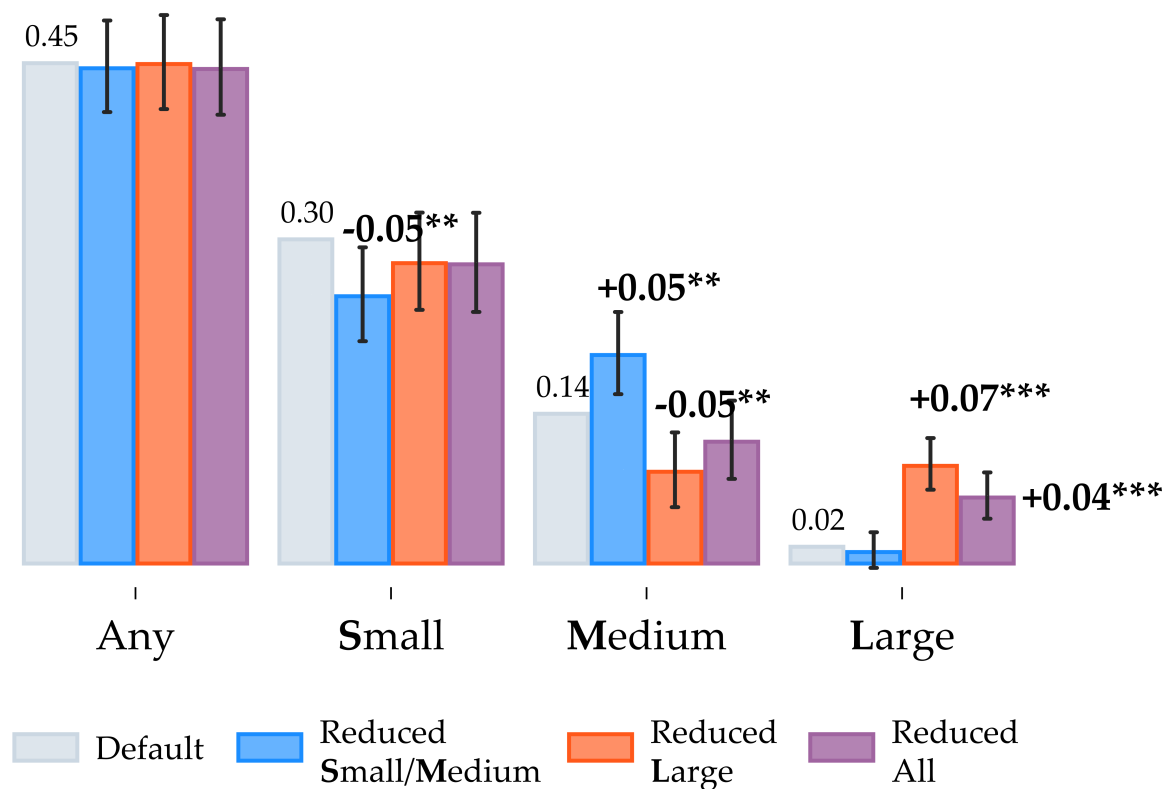 0.45
0.30
-0.05**
+0.05**
0.14
-0.05**
+0.07***
+0.04***
0.02
Any
Small
Medium
Large
Default
Reduced
Small/Medium
Reduced
Large
Reduced
All